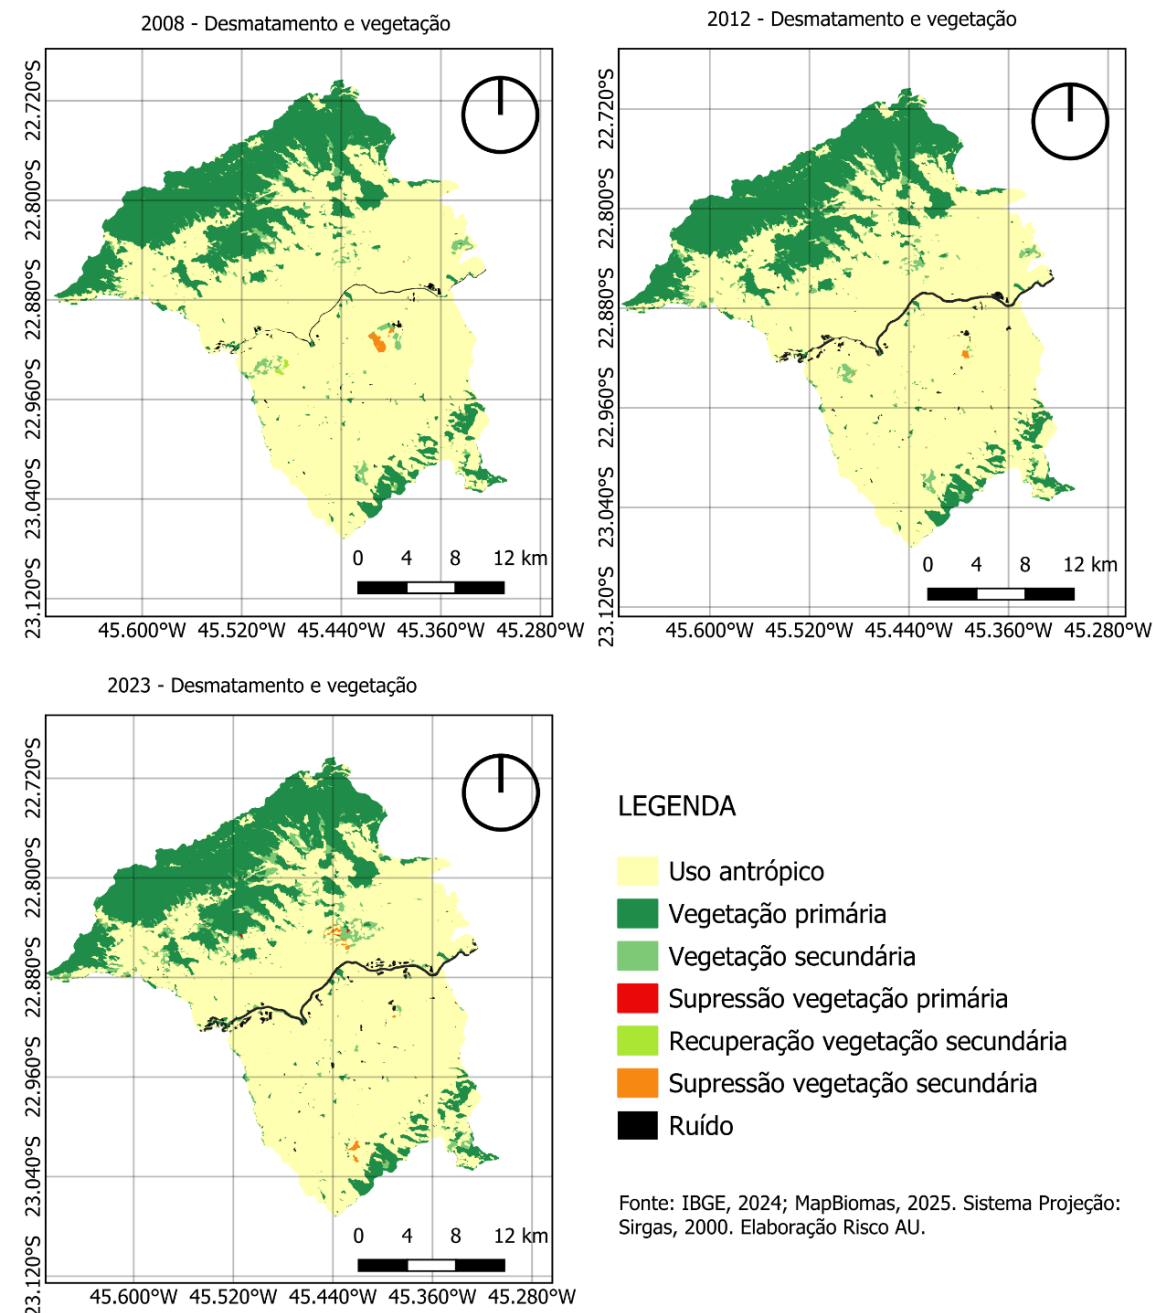 2008 - Desmatamento e vegetação
22.720°S
22.800°S
22.880°S
22.960°S
23.040°S
23.120°S
0 4 8 12 km
45.600°W 45.520°W 45.440°W 45.360°W 45.280°W
2012 - Desmatamento e vegetação
22.720°S
22.800°S
22.880°S
22.960°S
23.040°S
23.120°S
0 4 8 12 km
45.600°W 45.520°W 45.440°W 45.360°W 45.280°W
2023 - Desmatamento e vegetação
22.720°S
22.800°S
22.880°S
22.960°S
23.040°S
23.120°S
0 4 8 12 km
45.600°W 45.520°W 45.440°W 45.360°W 45.280°W
LEGENDA
Uso antrópico
Vegetação primária
Vegetação secundária
Supressão vegetação primária
Recuperação vegetação secundária
Supressão vegetação secundária
Ruído
Fonte: IBGE, 2024; MapBiomas, 2025. Sistema Projeção:
Sirgas, 2000. Elaboração Risco AU.